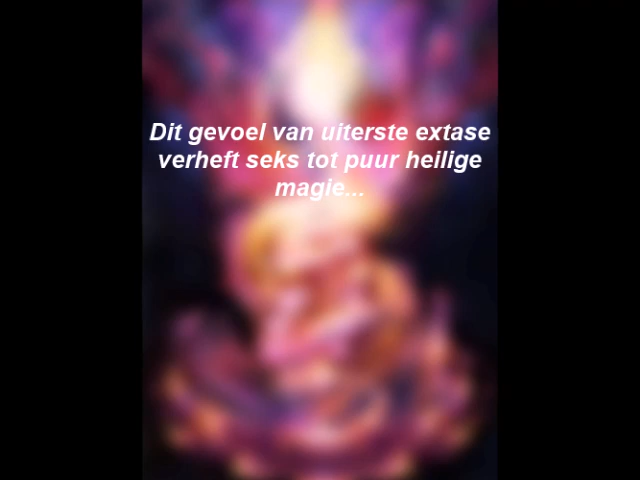 Dit gevoel van uiterste extase
verheft seks tot puur heilige
magie...